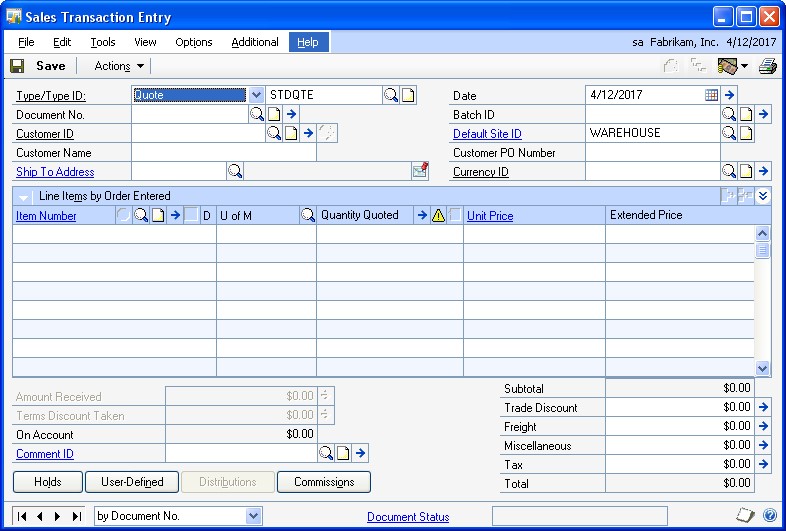 Sales Transaction Entry
File Edit Tools View Options Additional Help sa Fabrikam, Inc. 4/12/2017
Save Actions
Type/Type ID: Quote STDQTE Date 4/12/2017
Document No. Batch ID
Customer ID Default Site ID WAREHOUSE
Customer Name Customer PO Number
Ship To Address Currency ID
Line Items by Order Entered
Item Number D U of M Quantity Quoted Unit Price Extended Price
Amount Received $0.00 Subtotal $0.00
Terms Discount Taken $0.00 Trade Discount $0.00
On Account $0.00 Freight $0.00
Comment ID Miscellaneous $0.00
Tax $0.00
Holds User-Defined Distributions Commissions Total $0.00
by Document No. Document Status